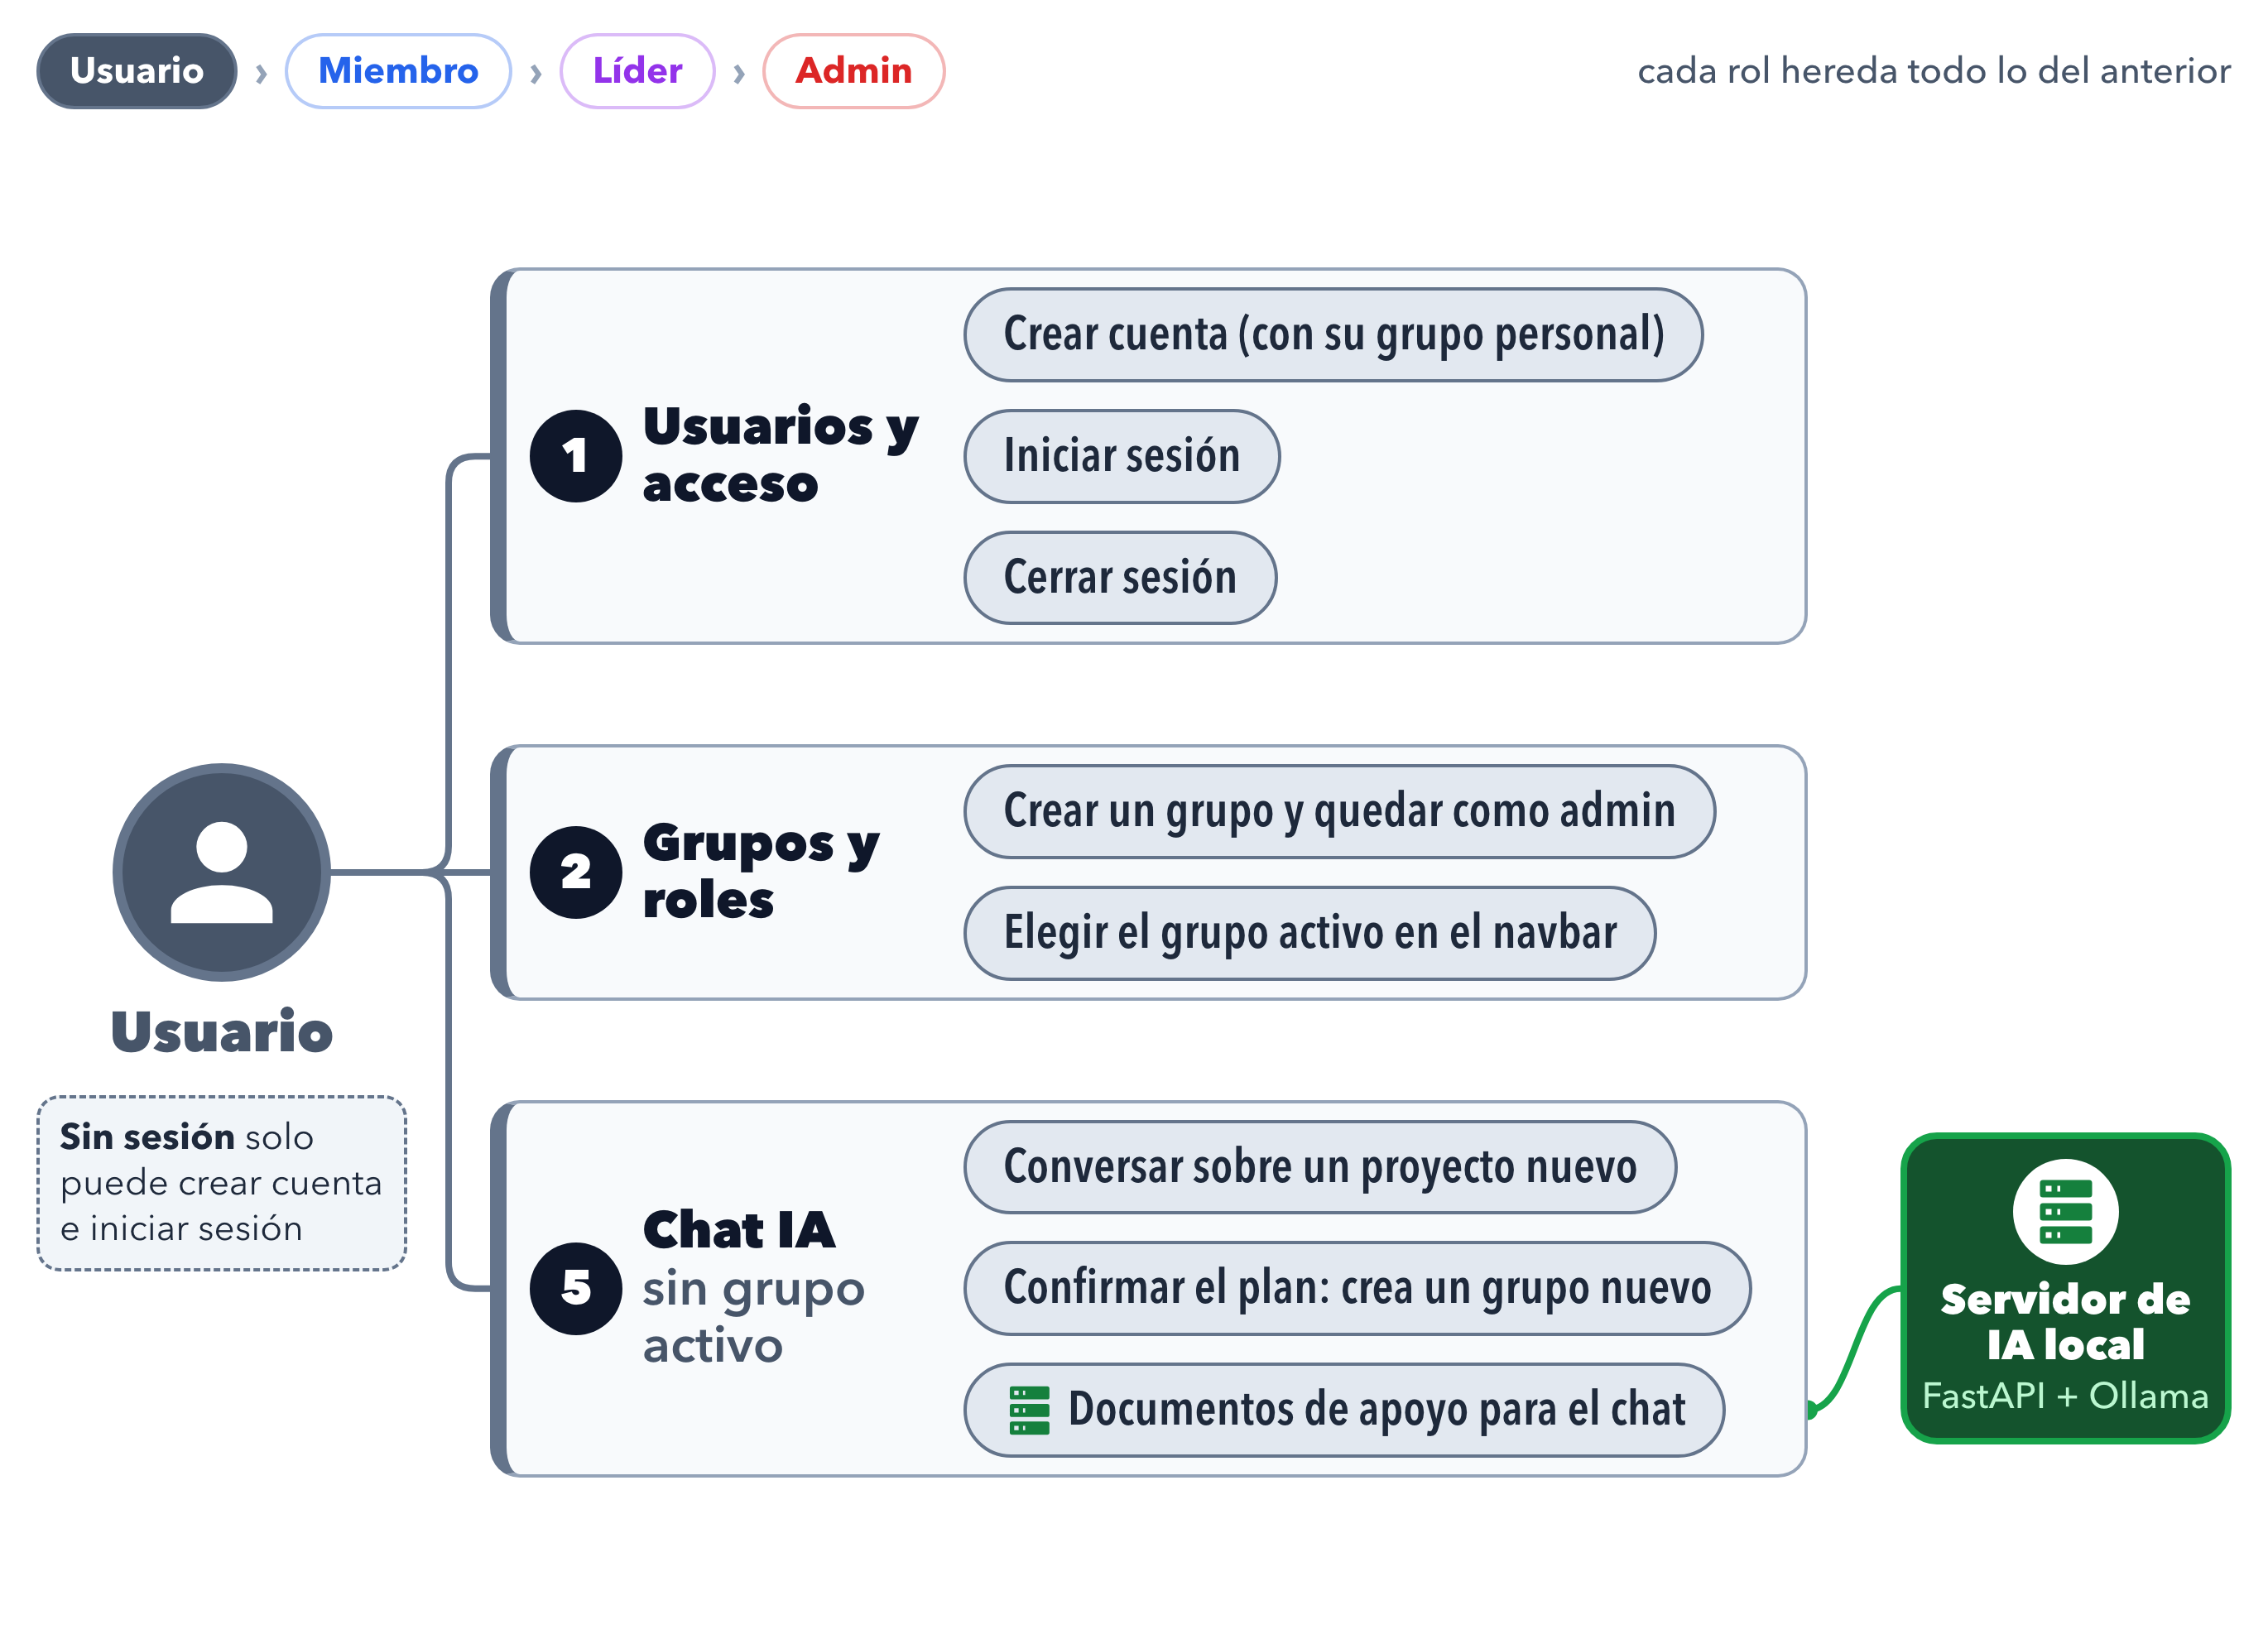 Usuario › Miembro › Líder › Admin
cada rol hereda todo lo del anterior
1
Usuarios y
acceso
Crear cuenta (con su grupo personal)
Iniciar sesión
Cerrar sesión
2
Grupos y
roles
Crear un grupo y quedar como admin
Elegir el grupo activo en el navbar
Usuario
Sin sesión solo
puede crear cuenta
e iniciar sesión
5
Chat IA
sin grupo
activo
Conversar sobre un proyecto nuevo
Confirmar el plan: crea un grupo nuevo
Documentos de apoyo para el chat
Servidor de
IA local
FastAPI + Ollama